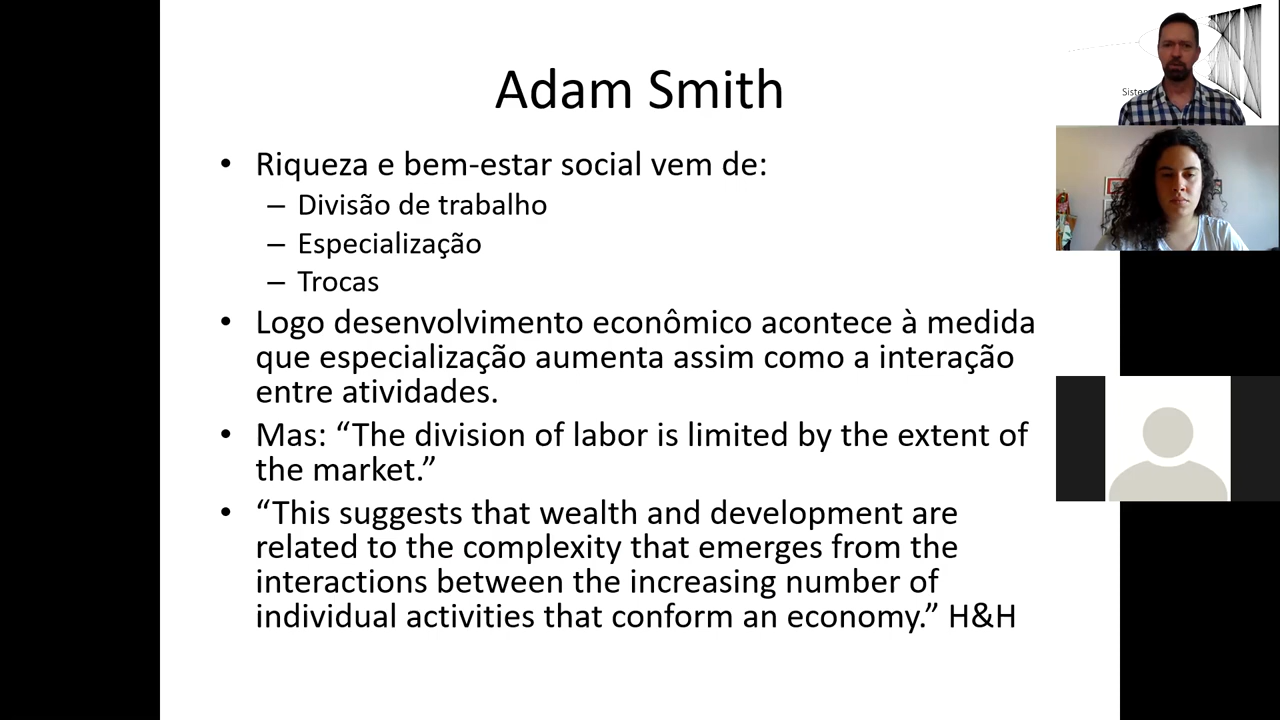 Adam Smith
• Riqueza e bem-estar social vem de:
– Divisão de trabalho
– Especialização
– Trocas
• Logo desenvolvimento econômico acontece à medida
que especialização aumenta assim como a interação
entre atividades.
• Mas: “The division of labor is limited by the extent of
the market.”
• “This suggests that wealth and development are
related to the complexity that emerges from the
interactions between the increasing number of
individual activities that conform an economy.” H&H